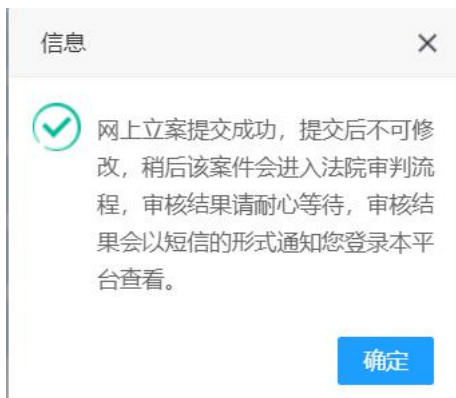 信息
网上立案提交成功，提交后不可修
改，稍后该案件会进入法院审判流
程，审核结果请耐心等待，审核结
果会以短信的形式通知您登录本平
台查看。
确定